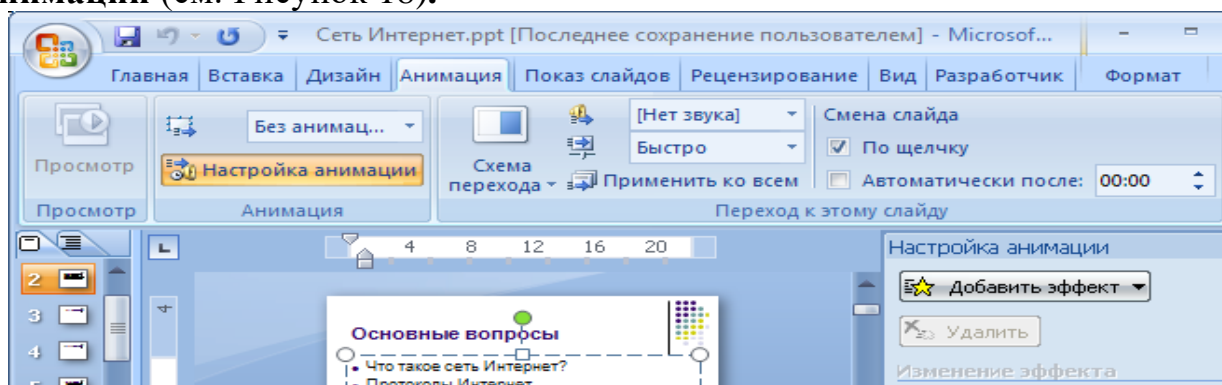 анимации (см. Рисунок 18).
Сеть Интернет.ppt [Последнее сохранение пользователем] - Microsof...
Главная Вставка Дизайн Анимация Показ слайдов Рецензирование Вид Разработчик Формат
Просмотр
Без анимац...
Настройка анимации
Схема перехода
[Нет звука]
Быстро
Применить ко всем
Смена слайда
По щелчку
Автоматически после: 00:00
Просмотр Анимация Переход к этому слайду
4 8 12 16 20
Настройка анимации
Добавить эффект
Удалить
Изменение эффекта
2
3
4
5
4
Основные вопросы
• Что такое сеть Интернет?
• Протоколы Интернет